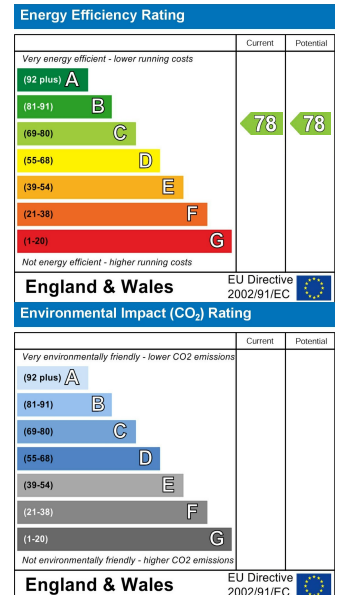 Energy Efficiency Rating
Current Potential
Very energy efficient - lower running costs
(92 plus) A
(81-91) B
(69-80) C
78 78
(55-68) D
(39-54) E
(21-38) F
(1-20) G
Not energy efficient - higher running costs
England & Wales
EU Directive
2002/91/EC
Environmental Impact (CO₂) Rating
Current Potential
Very environmentally friendly - lower CO2 emissions
(92 plus) A
(81-91) B
(69-80) C
(55-68) D
(39-54) E
(21-38) F
(1-20) G
Not environmentally friendly - higher CO2 emissions
England & Wales
EU Directive
2002/91/EC